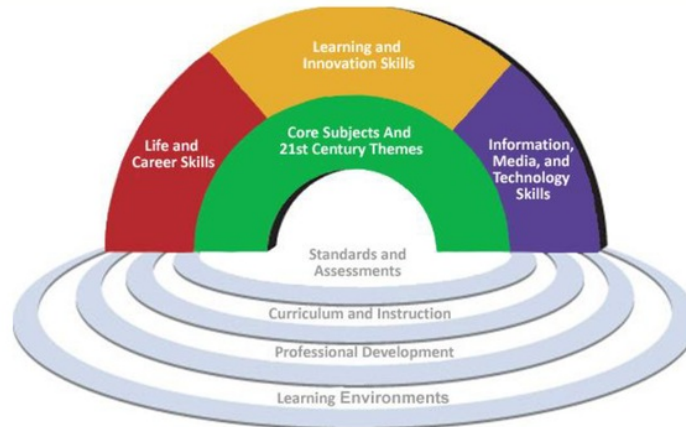 Learning and
Innovation Skills
Life and
Career Skills
Core Subjects And
21st Century Themes
Information,
Media, and
Technology
Skills
Standards and
Assessments
Curriculum and Instruction
Professional Development
Learning Environments